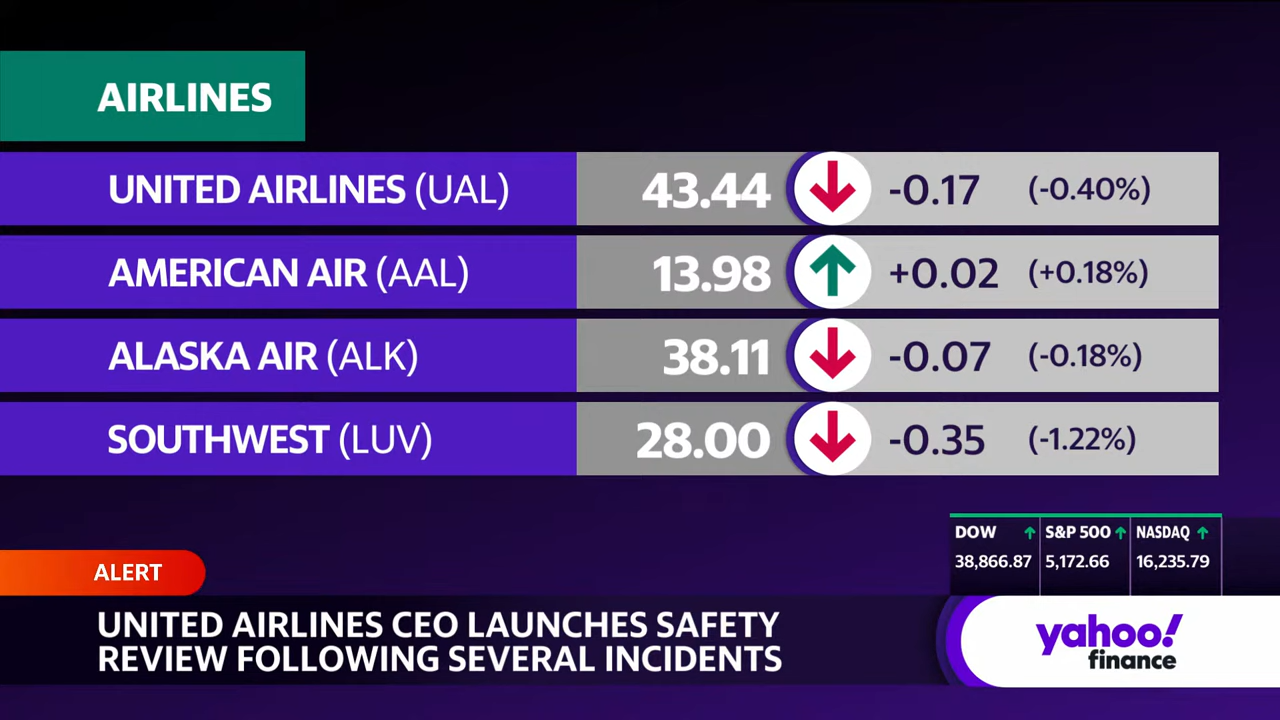 AIRLINES
UNITED AIRLINES (UAL) 43.44 -0.17 (-0.40%)
AMERICAN AIR (AAL) 13.98 +0.02 (+0.18%)
ALASKA AIR (ALK) 38.11 -0.07 (-0.18%)
SOUTHWEST (LUV) 28.00 -0.35 (-1.22%)
DOW S&P 500 NASDAQ
38,866.87 5,172.66 16,235.79
ALERT
UNITED AIRLINES CEO LAUNCHES SAFETY
REVIEW FOLLOWING SEVERAL INCIDENTS
yahoo!
finance